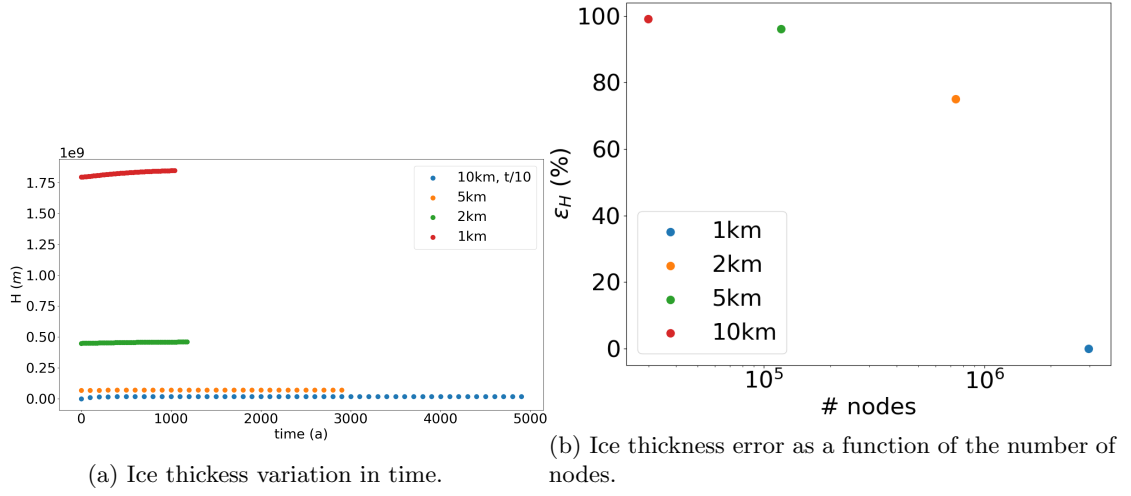 1e9
1.75
1.50
1.25
1.00
0.75
0.50
0.25
0.00
H (m)
0 1000 2000 3000 4000 5000
time (a)
10km, t/10
5km
2km
1km
(a) Ice thickess variation in time.
100
80
60
40
20
0
εH (%)
10^5 10^6
# nodes
1km
2km
5km
10km
(b) Ice thickness error as a function of the number of
nodes.